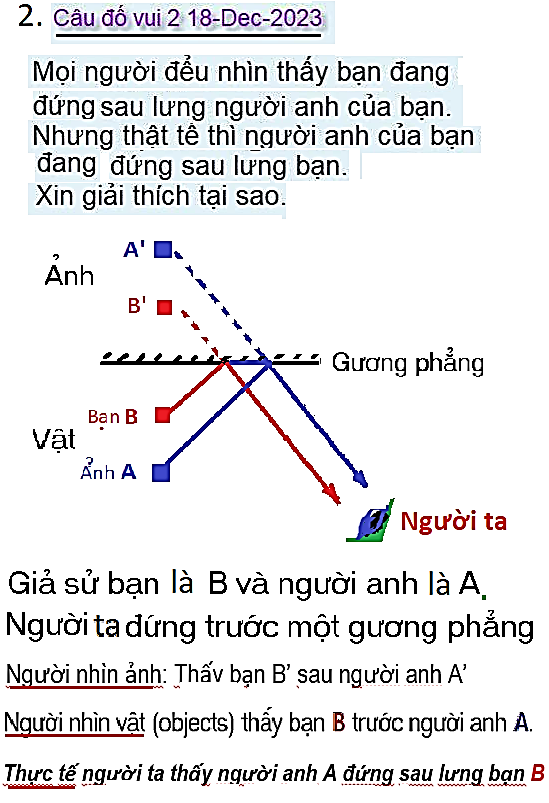 2. Câu đố vui 2 18-Dec-2023
Mọi người đều nhìn thấy bạn đang
đứng sau lưng người anh của bạn.
Nhưng thật tế thì người anh của bạn
đang đứng sau lưng bạn.
Xin giải thích tại sao.
A'
Ảnh
B'
Gương phẳng
Bạn B
Vật
Ảnh A
Người ta
Giả sử bạn là B và người anh là A.
Người ta đứng trước một gương phẳng
Người nhìn ảnh: Thấy bạn B’ sau người anh A’
Người nhìn vật (objects) thấy bạn B trước người anh A.
Thực tế người ta thấy người anh A đứng sau lưng bạn B